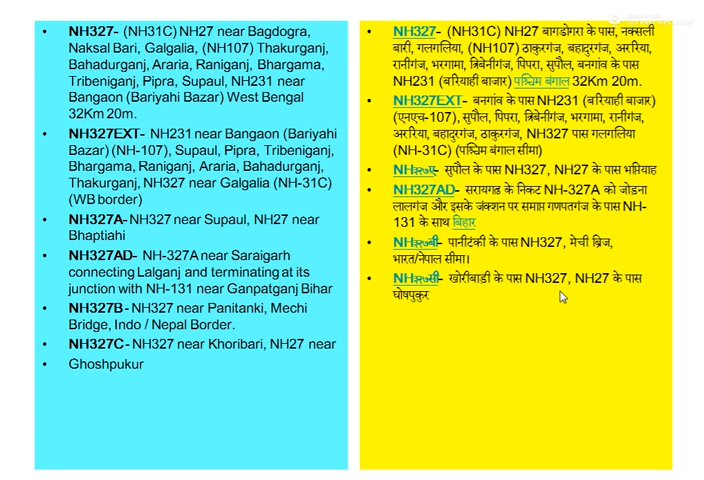 NH327- (NH31C) NH27 near Bagdogra,
Naksal Bari, Galgalia, (NH107) Thakurganj,
Bahadurganj, Araria, Raniganj, Bhargama,
Tribeniganj, Pipra, Supaul, NH231 near
Bangaon (Bariyahi Bazar) West Bengal
32Km 20m.
NH327EXT- NH231 near Bangaon (Bariyahi
Bazar) (NH-107), Supaul, Pipra, Tribeniganj,
Bhargama, Raniganj, Araria, Bahadurganj,
Thakurganj, NH327 near Galgalia (NH-31C)
(WB border)
NH327A- NH327 near Supaul, NH27 near
Bhaptiahi
NH327AD- NH-327A near Saraigarh
connecting Lalganj and terminating at its
junction with NH-131 near Ganpatganj Bihar
NH327B - NH327 near Panitanki, Mechi
Bridge, Indo / Nepal Border.
NH327C - NH327 near Khoribari, NH27 near
Ghoshpukur
NH327- (NH31C) NH27 बागडोगरा के पास, नक्सली
बारी, गलगलिया, (NH107) ठाकुरगंज, बहादुरगंज, अररिया,
रानीगंज, भरगामा, त्रिबेनीगंज, पिपरा, सुपौल, बनगांव के पास
NH231 (बरियाही बाजार) पश्चिम बंगाल 32Km 20m.
NH327EXT- बनगांव के पास NH231 (बरियाही बाजार)
(एनएच-107), सुपौल, पिपरा, त्रिबेनीगंज, भरगामा, रानीगंज,
अररिया, बहादुरगंज, ठाकुरगंज, NH327 पास गलगलिया
(NH-31C) (पश्चिम बंगाल सीमा)
NH३२७ए- सुपौल के पास NH327, NH27 के पास भप्तियाह
NH327AD- सरायगढ के निकट NH-327A को जोड़ना
लालगंज और इसके जंक्शन पर समाप्त गणपतगंज के पास NH-
131 के साथ बिहार
NH३२७बी- पानीटंकी के पास NH327, मेची ब्रिज,
भारत/नेपाल सीमा।
NH३२७सी- खोरीबाड़ी के पास NH327, NH27 के पास
घोषपुकुर